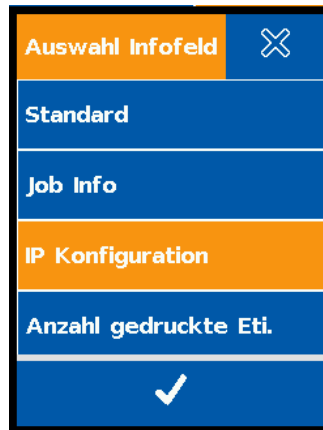 Auswahl Infofeld
Standard
Job Info
IP Konfiguration
Anzahl gedruckte Eti.